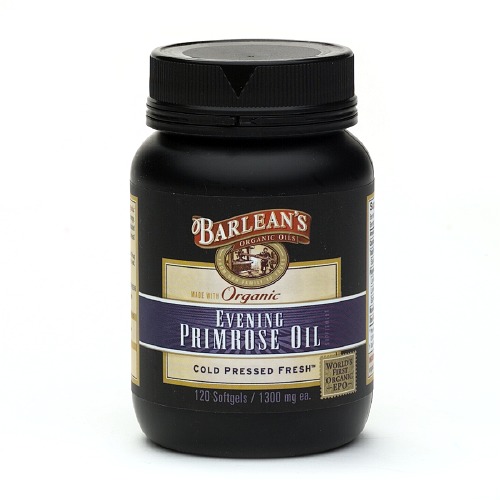 BARLEAN'S
ORGANIC OILS
MADE WITH Organic
EVENING
PRIMROSE OIL
COLD PRESSED FRESH™
WORLD'S
FIRST
ORGANIC
EPO
120 Softgels / 1300 mg ea.